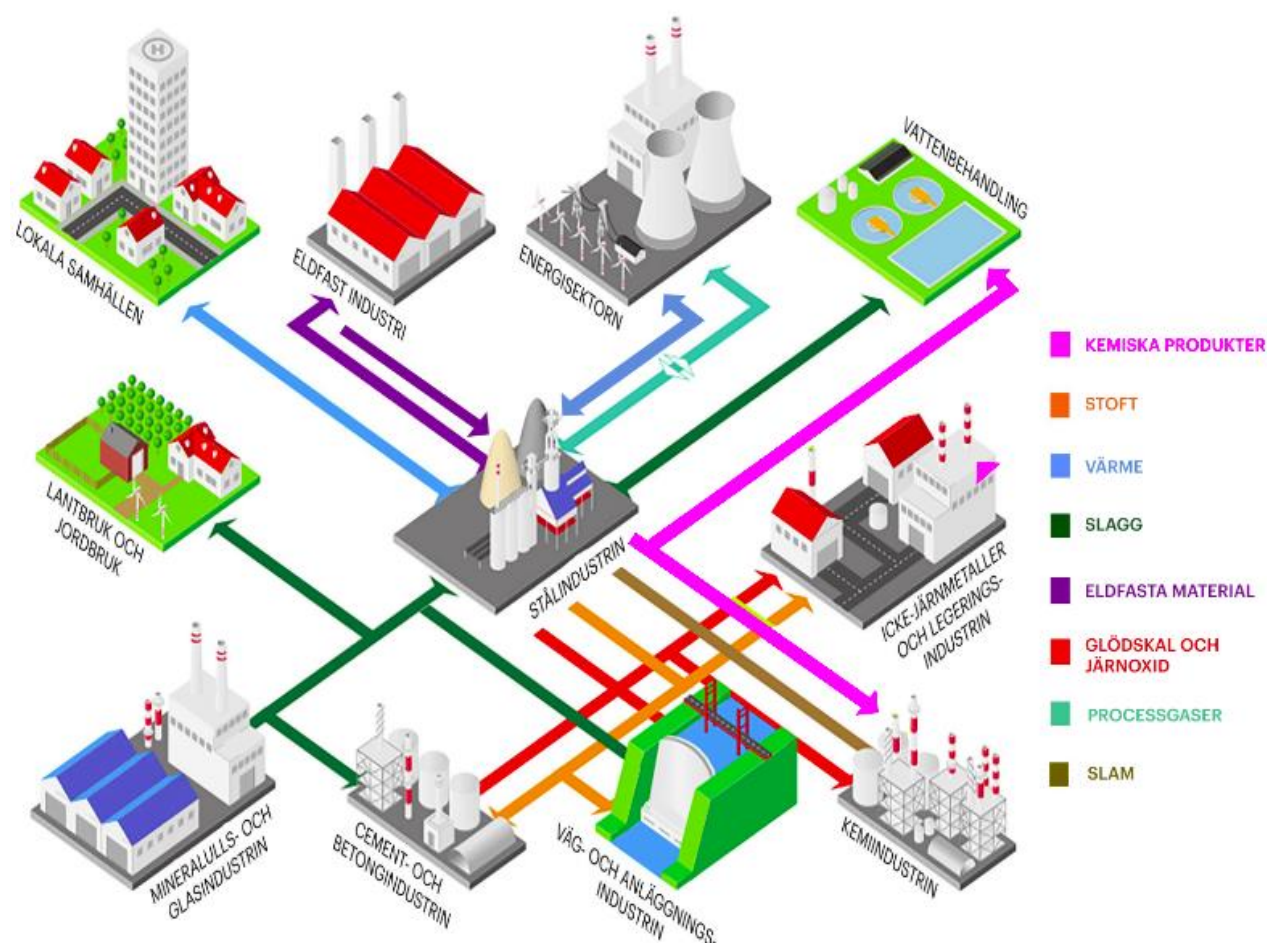 H
LOKALA SAMHÄLLEN
ELDFAST INDUSTRI
ENERGISEKTORN
VATTENBEHANDLING
LANTBRUK OCH
JORDBRUK
STÅLINDUSTRIN
ICKE-JÄRNMETALLER
OCH LEGERINGS-
INDUSTRIN
MINERALULLS- OCH
GLASINDUSTRIN
CEMENT- OCH
BETONGINDUSTRIN
VÄG- OCH ANLÄGGNINGS-
INDUSTRIN
KEMIINDUSTRIN
KEMISKA PRODUKTER
STOFT
VÄRME
SLAGG
ELDFASTA MATERIAL
GLÖDSKAL OCH
JÄRNOXID
PROCESSGASER
SLAM